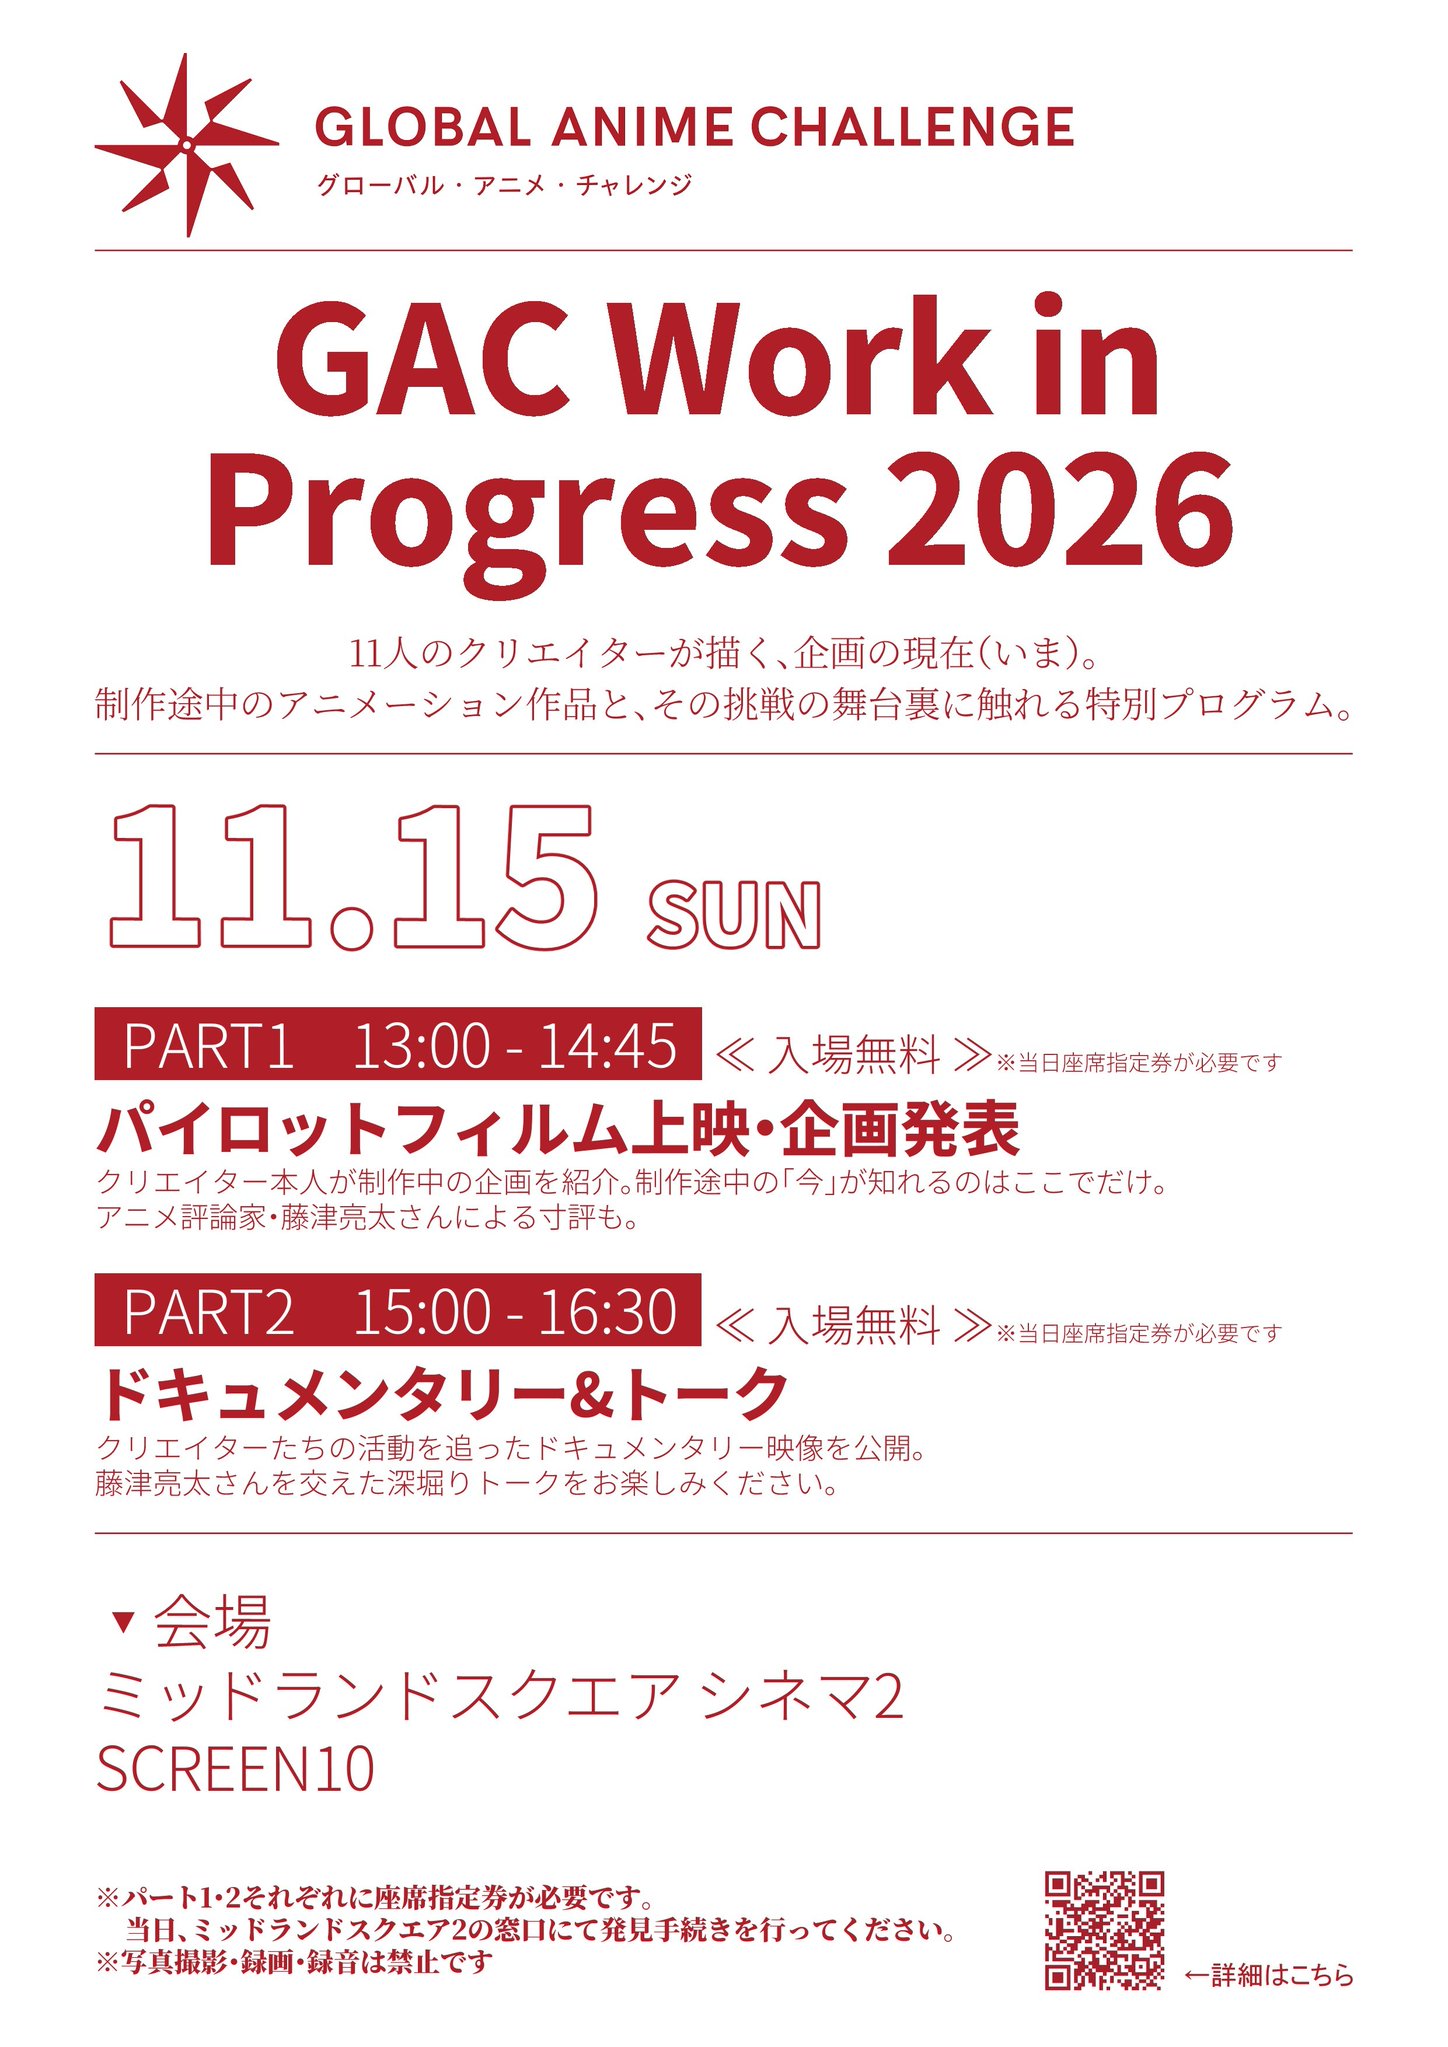 GLOBAL ANIME CHALLENGE
グローバル・アニメ・チャレンジ
GAC Work in
Progress 2026
11人のクリエイターが描く、企画の現在（いま）。
制作途中のアニメーション作品と、その挑戦の舞台裏に触れる特別プログラム。
11.15 SUN
PART1 13:00 - 14:45 ≪ 入場無料 ≫※当日座席指定券が必要です
パイロットフィルム上映・企画発表
クリエイター本人が制作中の企画を紹介。制作途中の「今」が知れるのはここでだけ。
アニメ評論家・藤津亮太さんによる寸評も。
PART2 15:00 - 16:30 ≪ 入場無料 ≫※当日座席指定券が必要です
ドキュメンタリー&トーク
クリエイターたちの活動を追ったドキュメンタリー映像を公開。
藤津亮太さんを交えた深堀りトークをお楽しみください。
▼会場
ミッドランドスクエア シネマ2
SCREEN10
※パート1・2それぞれに座席指定券が必要です。
当日、ミッドランドスクエア2の窓口にて発見手続きを行ってください。
※写真撮影・録画・録音は禁止です
←詳細はこちら